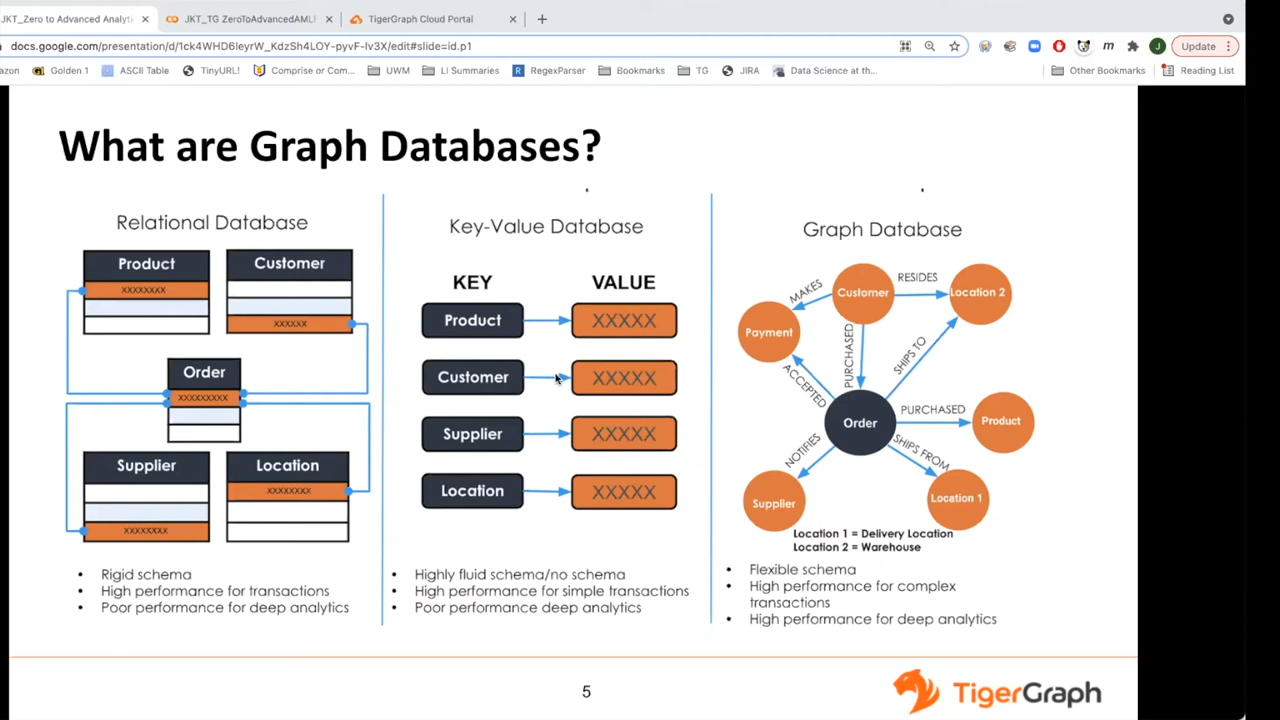 JKT_Zero to Advanced Analyti
JKT_TG ZeroToAdvancedAML
TigerGraph Cloud Portal
docs.google.com/presentation/d/1ck4WHD6leyrW_KdzSh4LOY-pyvF-lv3X/edit#slide=id.p1
J
Update
azon
Golden 1
ASCII Table
TinyURL!
Comprise or Com...
UWM
LI Summaries
R
RegexParser
Bookmarks
TG
JIRA
Data Science at th...
Other Bookmarks
Reading List
What are Graph Databases?
Relational Database
Product
XXXXXXXX
Customer
XXXXXX
Order
XXXXXXXXX
Supplier
XXXXXXXX
Location
XXXXXXXX
• Rigid schema
• High performance for transactions
• Poor performance for deep analytics
Key-Value Database
KEY VALUE
Product XXXXX
Customer XXXXX
Supplier XXXXX
Location XXXXX
• Highly fluid schema/no schema
• High performance for simple transactions
• Poor performance deep analytics
Graph Database
Customer
RESIDES
Location 2
MAKES
Payment
PURCHASED
SHIPS TO
ACCEPTED
Order
PURCHASED
Product
NOTIFIES
SHIPS FROM
Supplier
Location 1
Location 1 = Delivery Location
Location 2 = Warehouse
• Flexible schema
• High performance for complex
transactions
• High performance for deep analytics
5
TigerGraph